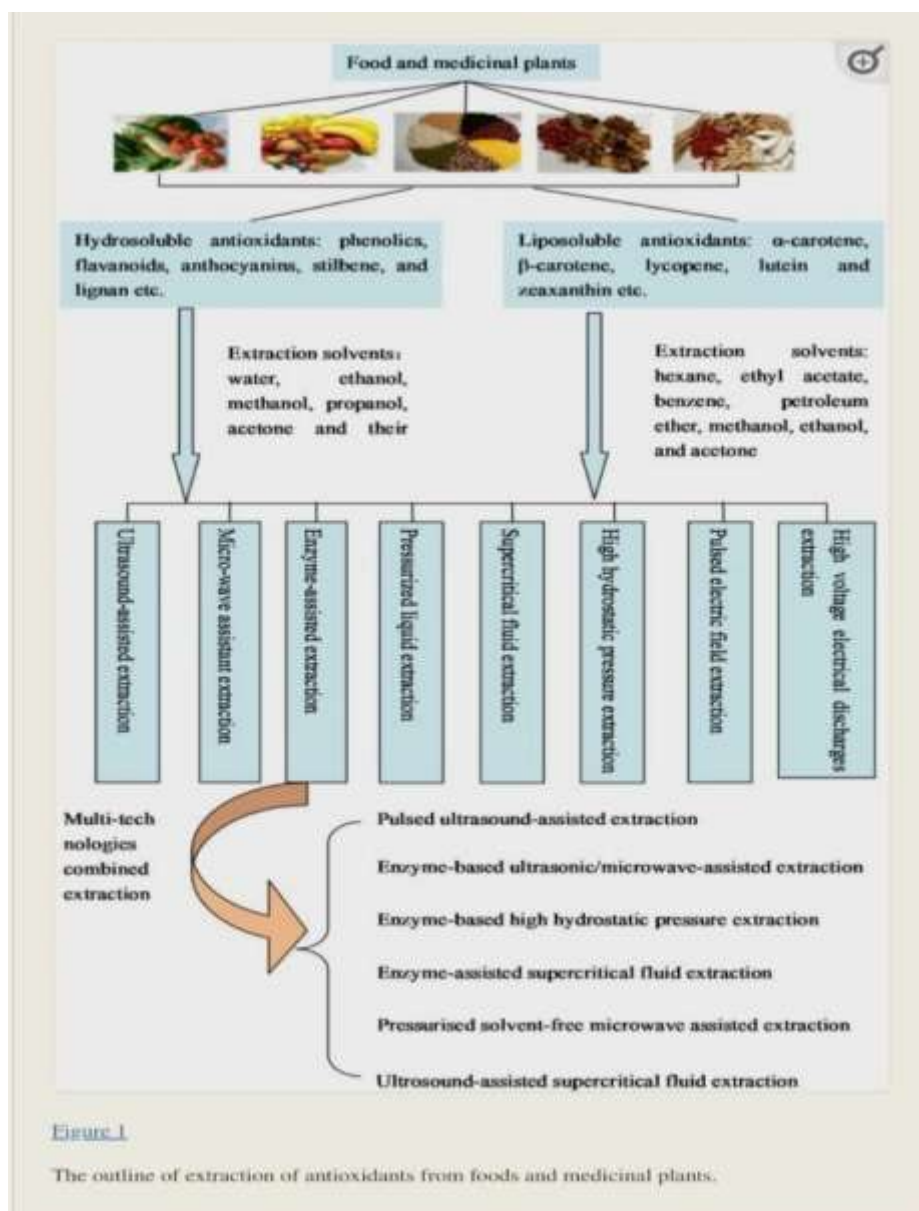 Food and medicinal plants
Hydrosoluble antioxidants: phenolics,
flavanoids, anthocyanins, stilbene, and
lignan etc.
Liposoluble antioxidants: α-carotene,
β-carotene, lycopene, lutein and
zeaxanthin etc.
Extraction solvents:
water, ethanol,
methanol, propanol,
acetone and their
Extraction solvents:
hexane, ethyl acetate,
benzene, petroleum
ether, methanol, ethanol,
and acetone
Ultrasound-assisted extraction
Micro-wave assistant extraction
Enzyme-assisted extraction
Pressurized liquid extraction
Supercritical fluid extraction
High hydrostatic pressure extraction
Pulsed electric field extraction
High voltage electrical discharges
extraction
Multi-tech
nologies
combined
extraction
Pulsed ultrasound-assisted extraction
Enzyme-based ultrasonic/microwave-assisted extraction
Enzyme-based high hydrostatic pressure extraction
Enzyme-assisted supercritical fluid extraction
Pressurised solvent-free microwave assisted extraction
Ultrosound-assisted supercritical fluid extraction
Figure 1
The outline of extraction of antioxidants from foods and medicinal plants.